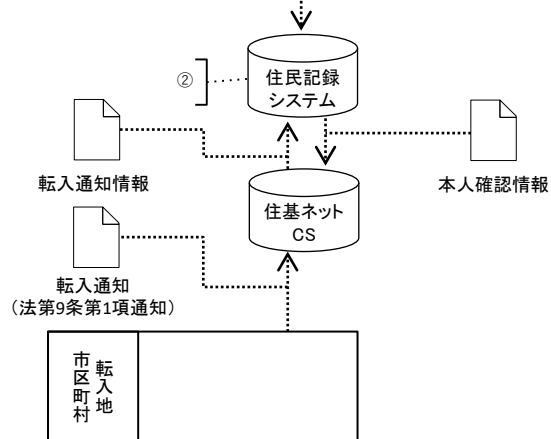 ②
住民記録
システム
転入通知情報
本人確認情報
住基ネット
CS
転入通知
（法第9条第1項通知）
転入地
市区町村